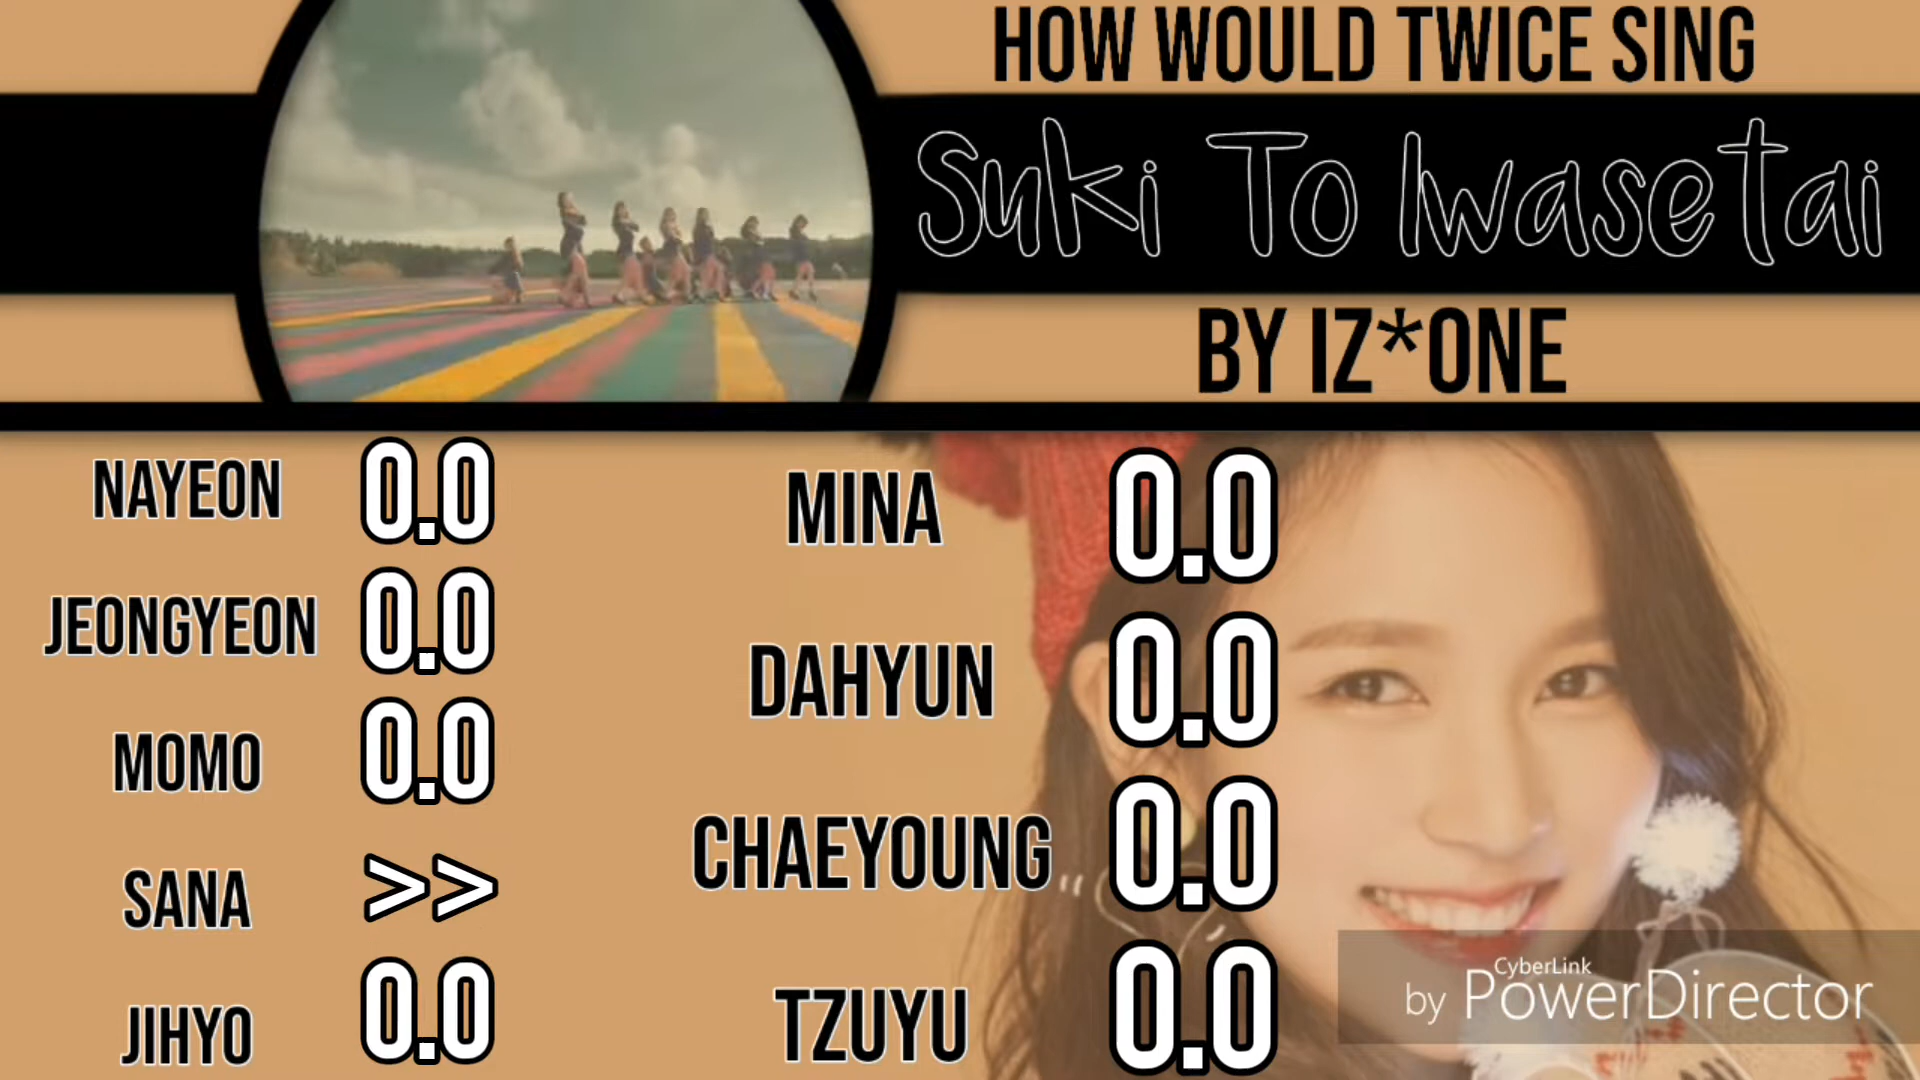 HOW WOULD TWICE SING
Suki To Iwasetai
BY IZ*ONE
NAYEON 0.0
JEONGYEON 0.0
MOMO 0.0
SANA >>
JIHYO 0.0
MINA 0.0
DAHYUN 0.0
CHAEYOUNG 0.0
TZUYU 0.0
CyberLink
by PowerDirector